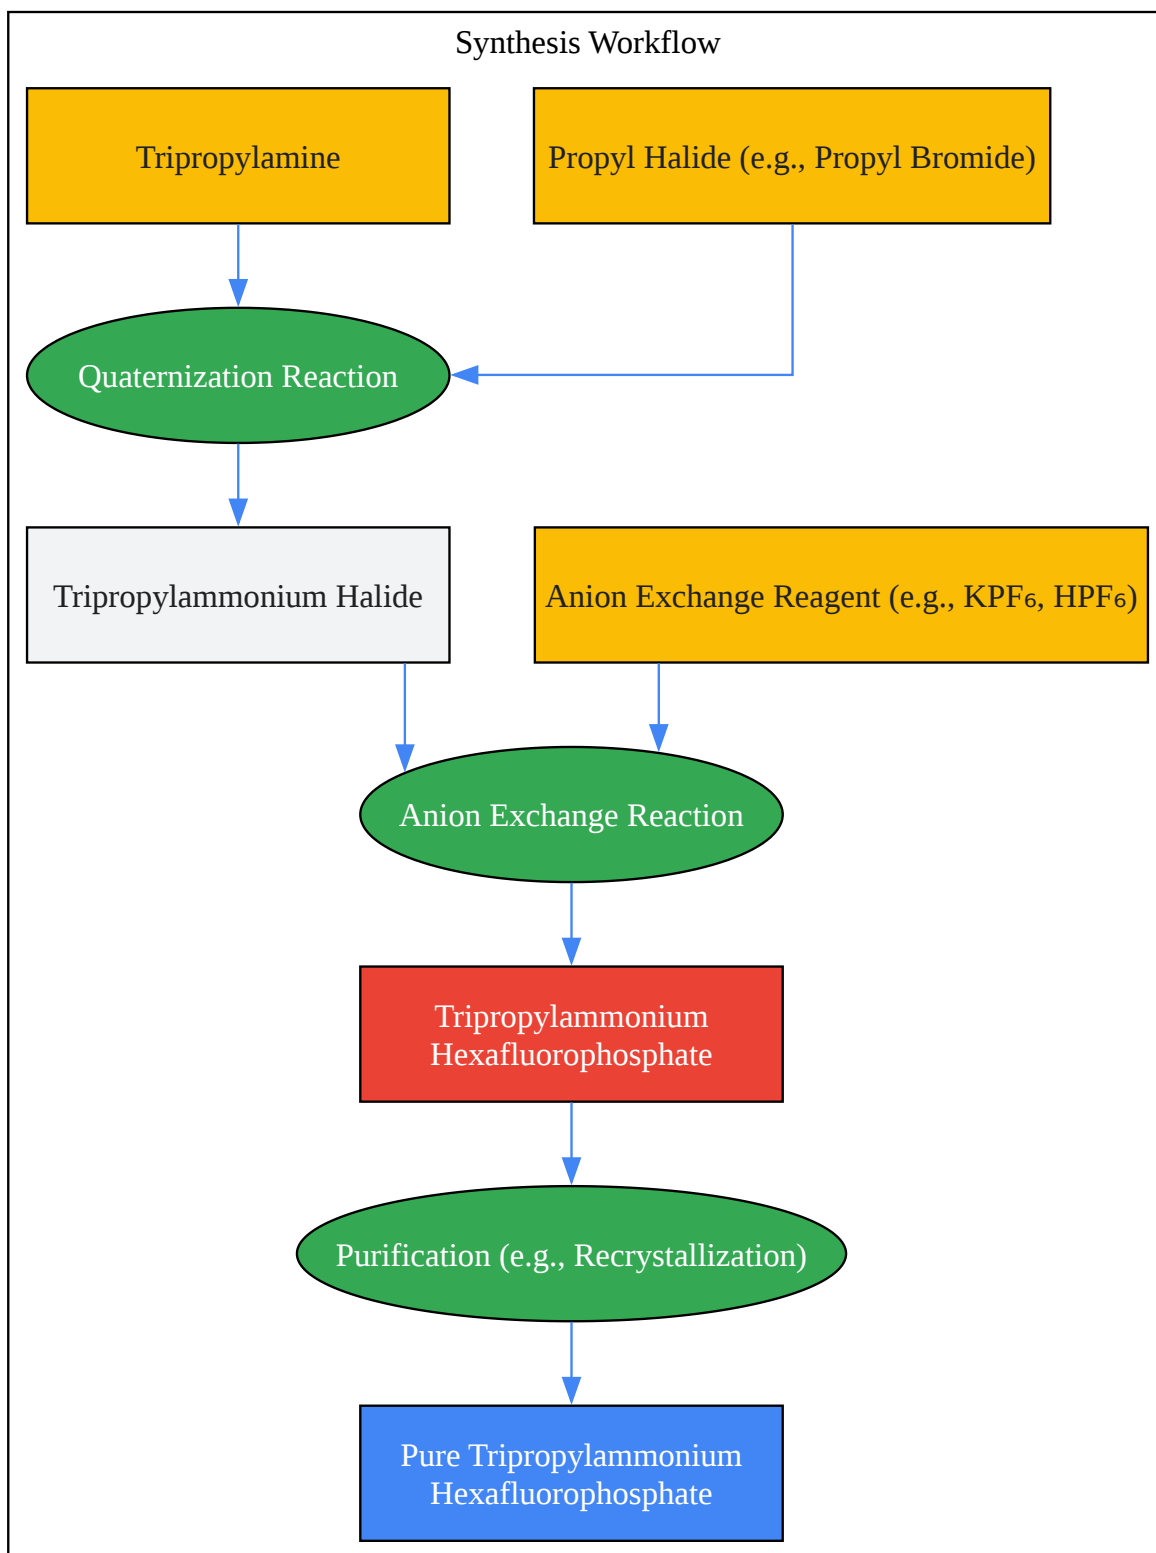 Synthesis Workflow
Tripropylamine
Propyl Halide (e.g., Propyl Bromide)
Quaternization Reaction
Tripropylammonium Halide
Anion Exchange Reagent (e.g., KPF₆, HPF₆)
Anion Exchange Reaction
Tripropylammonium
Hexafluorophosphate
Purification (e.g., Recrystallization)
Pure Tripropylammonium
Hexafluorophosphate